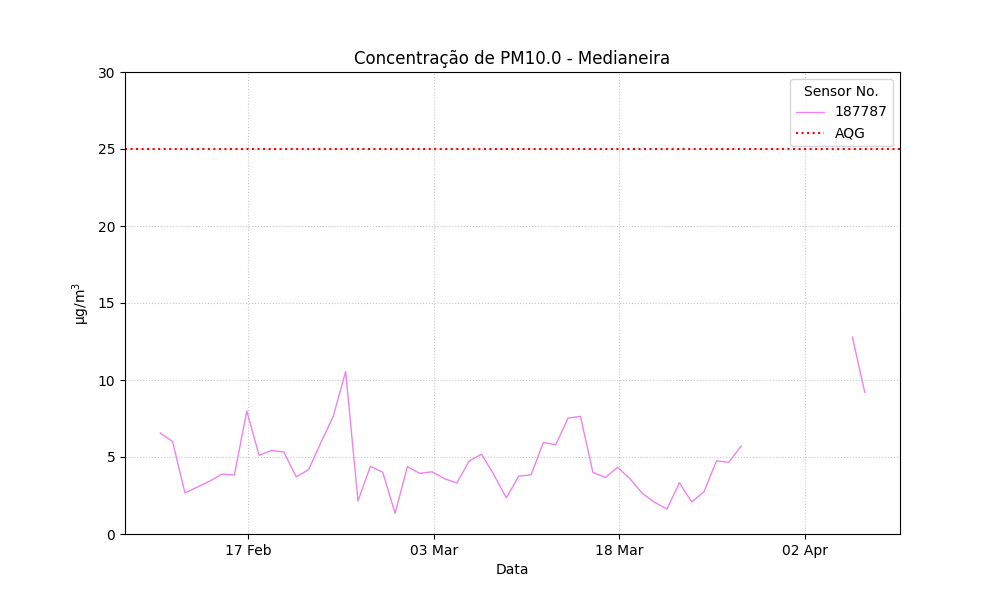 Concentração de PM10.0 - Medianeira
30
25
20
15
10
5
0
µg/m³
Sensor No.
187787
AQG
17 Feb
03 Mar
18 Mar
02 Apr
Data